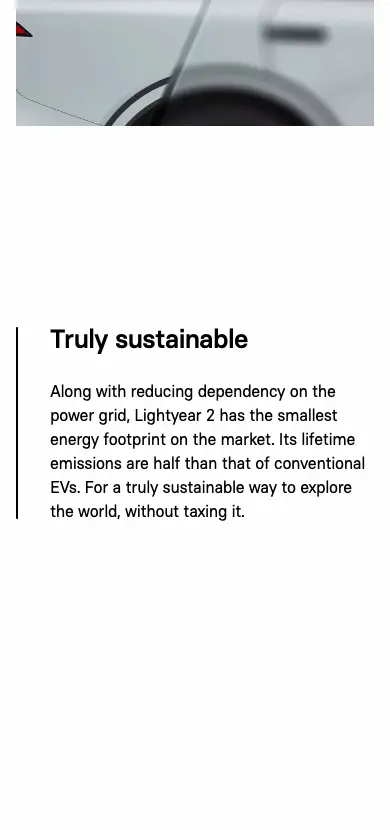 Truly sustainable
Along with reducing dependency on the
power grid, Lightyear 2 has the smallest
energy footprint on the market. Its lifetime
emissions are half than that of conventional
EVs. For a truly sustainable way to explore
the world, without taxing it.